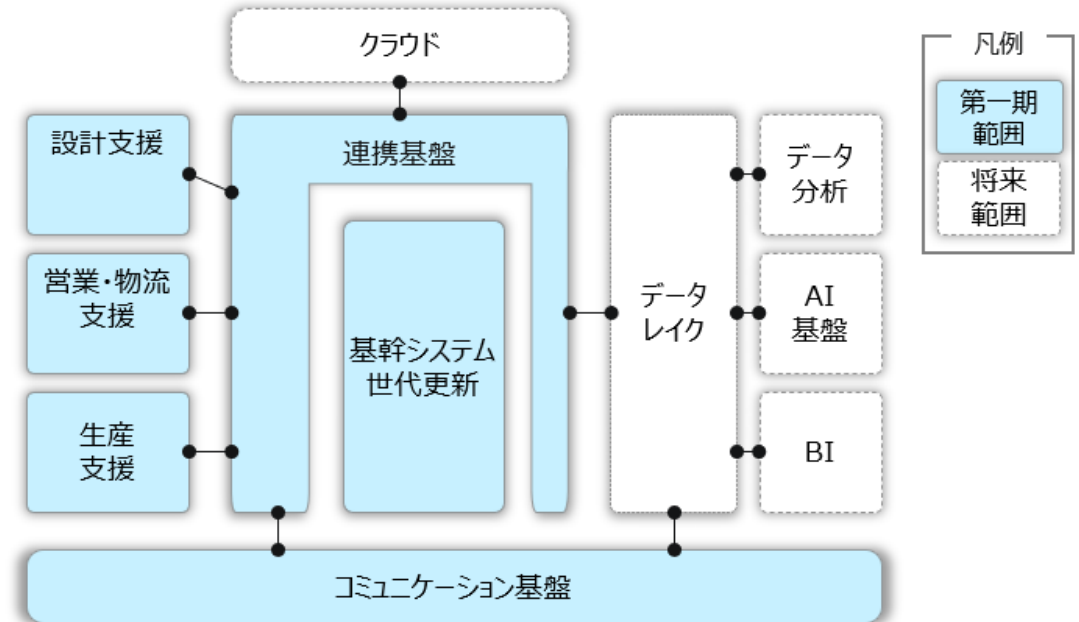 クラウド
凡例
第一期
範囲
将来
範囲
設計支援
連携基盤
データ
分析
営業・物流
支援
基幹システム
世代更新
データ
レイク
AI
基盤
生産
支援
BI
コミュニケーション基盤